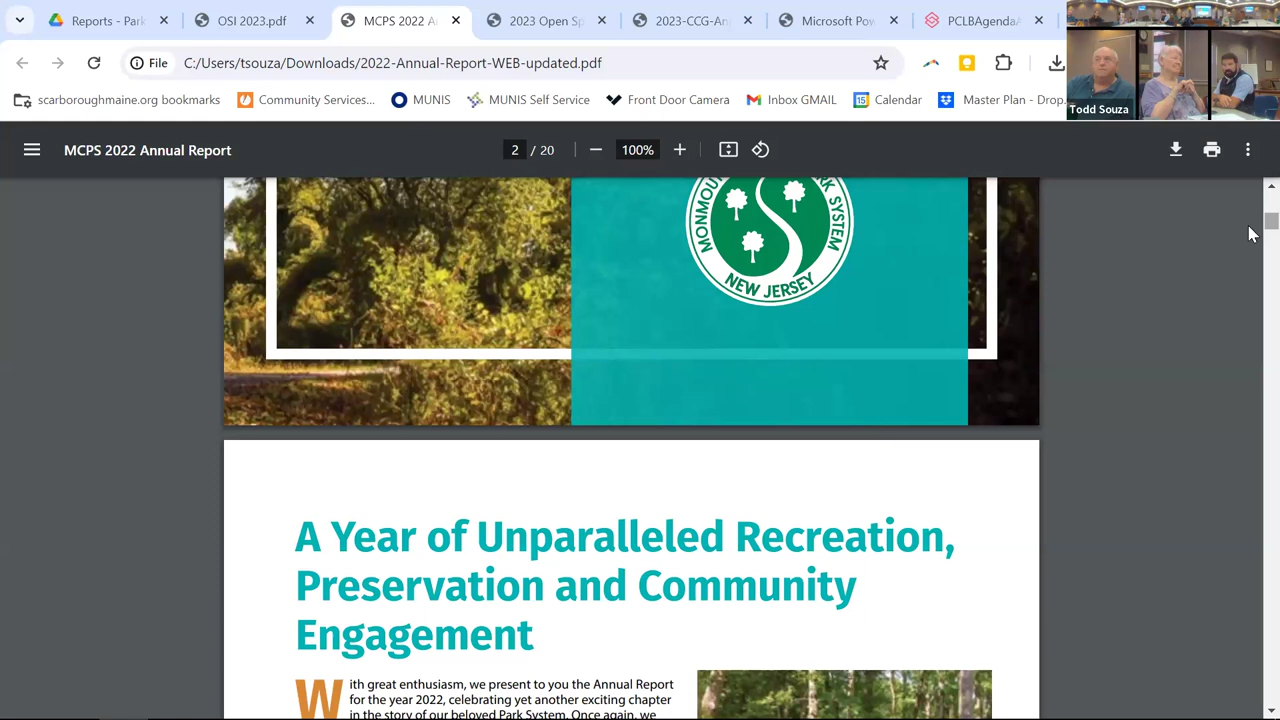 Reports - Park
OSI 2023.pdf
MCPS 2022 A
2023 Open Sp
2023-CCG-An
Microsoft Pow
PCLBAgenda
File
C:/Users/tsouza/Downloads/2022-Annual-Report-WEB-updated.pdf
scarboroughmaine.org bookmarks
Community Services...
MUNIS
MUNIS Self Service
Front Door Camera
Inbox GMAIL
15
Calendar
Master Plan - Drop
Todd Souza
MCPS 2022 Annual Report
2 / 20
100%
NEW JERSEY
SYSTEM
A Year of Unparalleled Recreation,
Preservation and Community
Engagement
With great enthusiasm, we present to you the Annual Report
for the year 2022, celebrating yet another exciting chapter
in the story of our beloved Park System. Once again, we